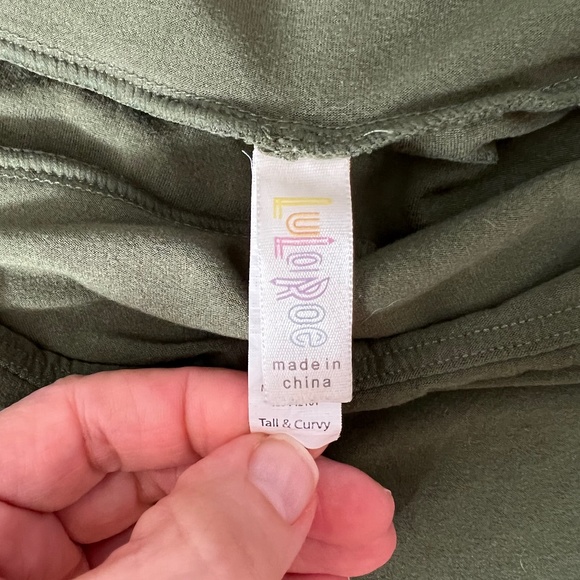 LuLaRoe
made in
china
Tall & Curvy